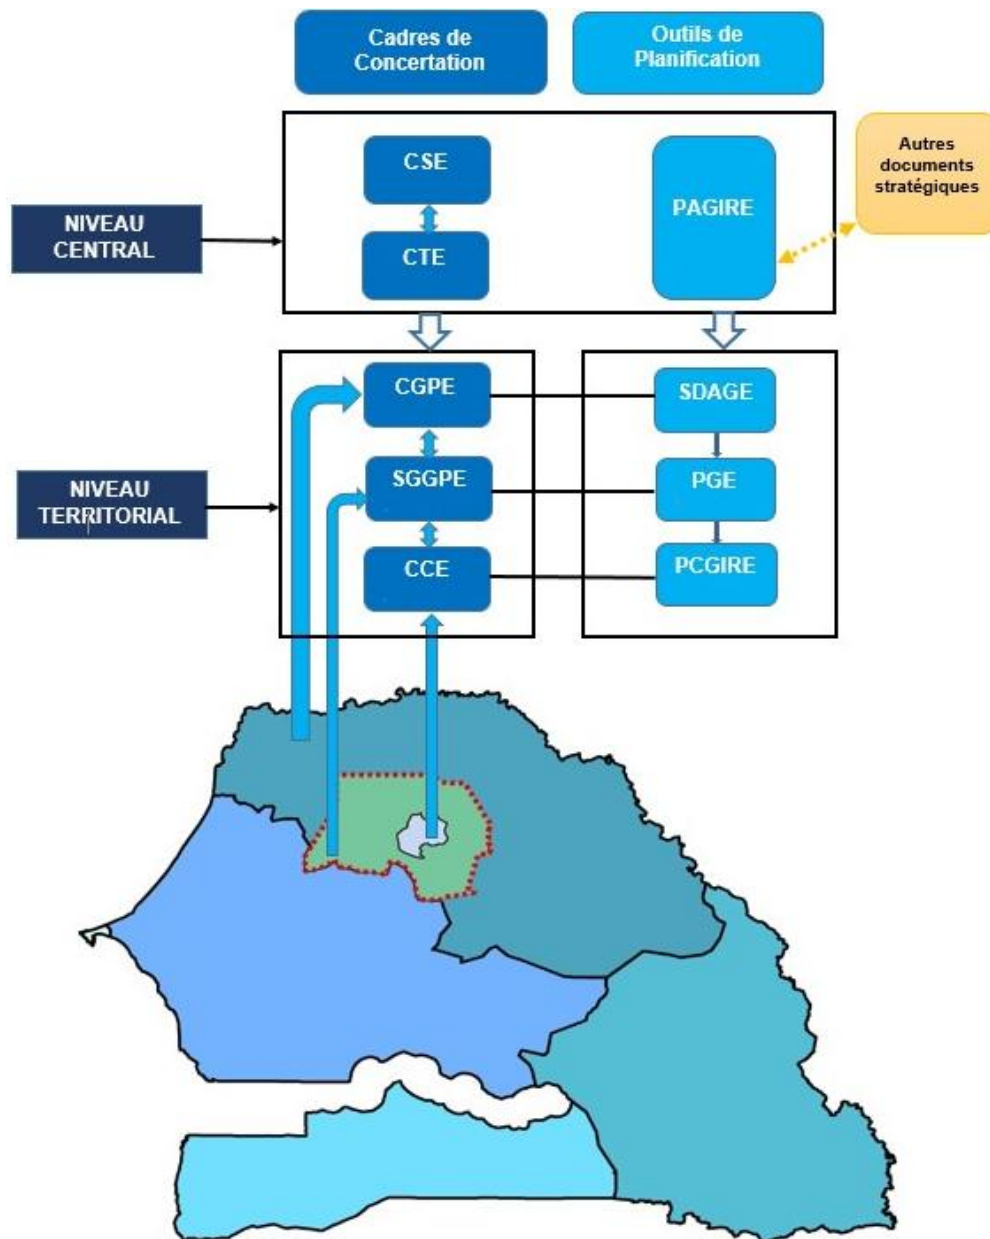 Cadres de
Concertation
Outils de
Planification
Autres
documents
stratégiques
CSE
PAGIRE
NIVEAU
CENTRAL
CTE
CGPE
SDAGE
NIVEAU
TERRITORIAL
SGGPE
PGE
CCE
PCGIRE